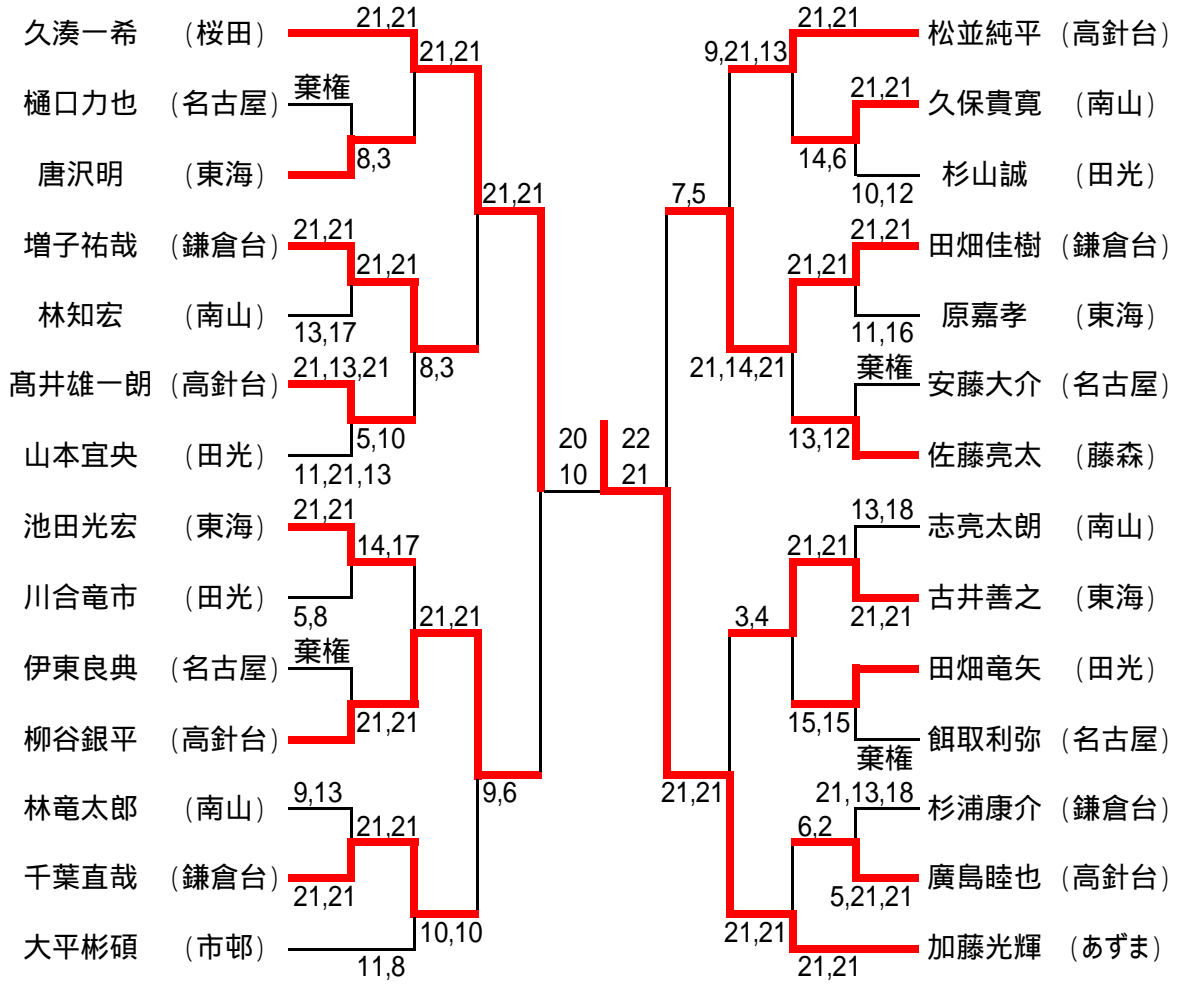 久湊一希 (桜田) 21,21
21,21
樋口力也 (名古屋) 棄権
唐沢明 (東海) 8,3
21,21
増子祐哉 (鎌倉台) 21,21
21,21
林知宏 (南山) 13,17
髙井雄一朗 (高針台) 21,13,21
8,3
5,10
山本宜央 (田光) 11,21,13
池田光宏 (東海) 21,21
14,17
川合竜市 (田光) 5,8
21,21
伊東良典 (名古屋) 棄権
柳谷銀平 (高針台) 21,21
林竜太郎 (南山) 9,13
9,6
21,21
千葉直哉 (鎌倉台) 21,21
10,10
大平彬碩 (市邨) 11,8
20 22
10 21
21,21 松並純平 (高針台)
9,21,13
21,21 久保貴寛 (南山)
14,6
10,12 杉山誠 (田光)
7,5
21,21 田畑佳樹 (鎌倉台)
21,21
11,16 原嘉孝 (東海)
21,14,21
棄権 安藤大介 (名古屋)
13,12 佐藤亮太 (藤森)
13,18 志亮太朗 (南山)
21,21
21,21 古井善之 (東海)
3,4
田畑竜矢 (田光)
15,15
棄権 餌取利弥 (名古屋)
21,21
21,13,18 杉浦康介 (鎌倉台)
6,2
5,21,21 廣島睦也 (高針台)
21,21
21,21 加藤光輝 (あずま)